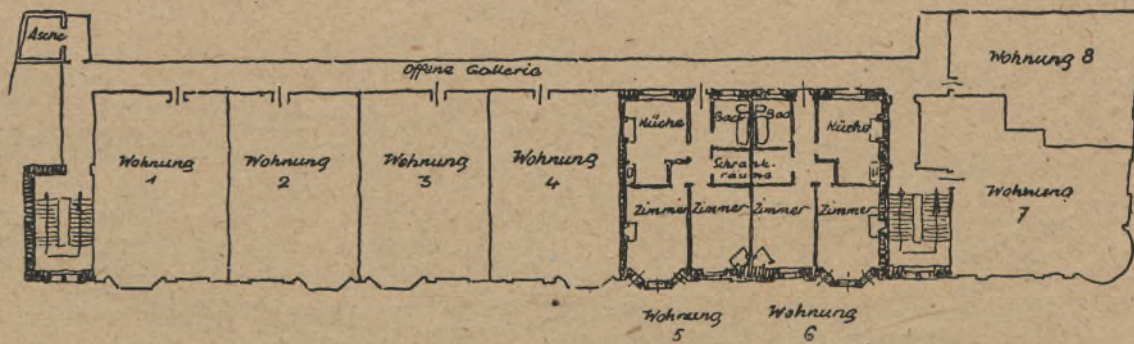 Asche
Offene Gallerie
Wohnung 8
Wohnung
1
Wohnung
2
Wohnung
3
Wohnung
4
Küche
Bad
Bad
Küche
Schrank-
räume
Zimmer
Zimmer
Zimmer
Zimmer
Wohnung
7
Wohnung
5
Wohnung
6